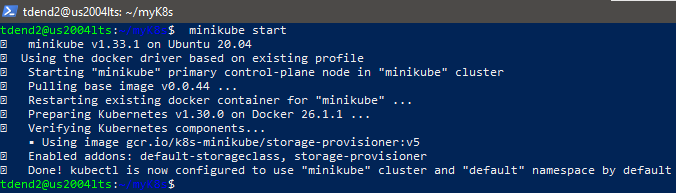 tdend2@us2004lts: ~/myK8s
tdend2@us2004lts:~/myK8s$ minikube start
minikube v1.33.1 on Ubuntu 20.04
Using the docker driver based on existing profile
Starting "minikube" primary control-plane node in "minikube" cluster
Pulling base image v0.0.44 ...
Restarting existing docker container for "minikube" ...
Preparing Kubernetes v1.30.0 on Docker 26.1.1 ...
Verifying Kubernetes components...
▪ Using image gcr.io/k8s-minikube/storage-provisioner:v5
Enabled addons: default-storageclass, storage-provisioner
Done! kubectl is now configured to use "minikube" cluster and "default" namespace by default
tdend2@us2004lts:~/myK8s$